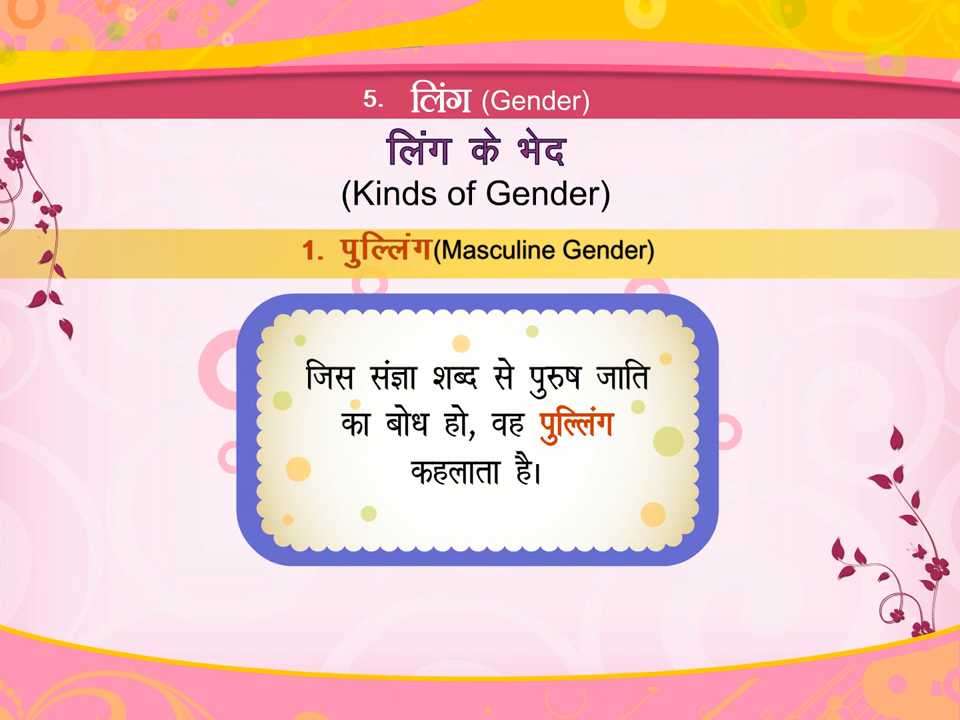 5. लिंग (Gender)
लिंग के भेद
(Kinds of Gender)
1. पुल्लिंग(Masculine Gender)
जिस संज्ञा शब्द से पुरुष जाति
का बोध हो, वह पुल्लिंग
कहलाता है।